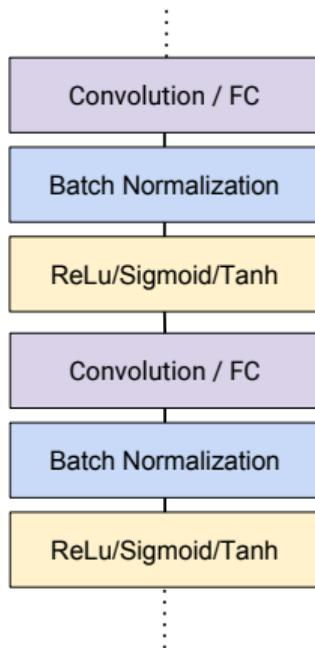 Convolution / FC
Batch Normalization
ReLu/Sigmoid/Tanh
Convolution / FC
Batch Normalization
ReLu/Sigmoid/Tanh